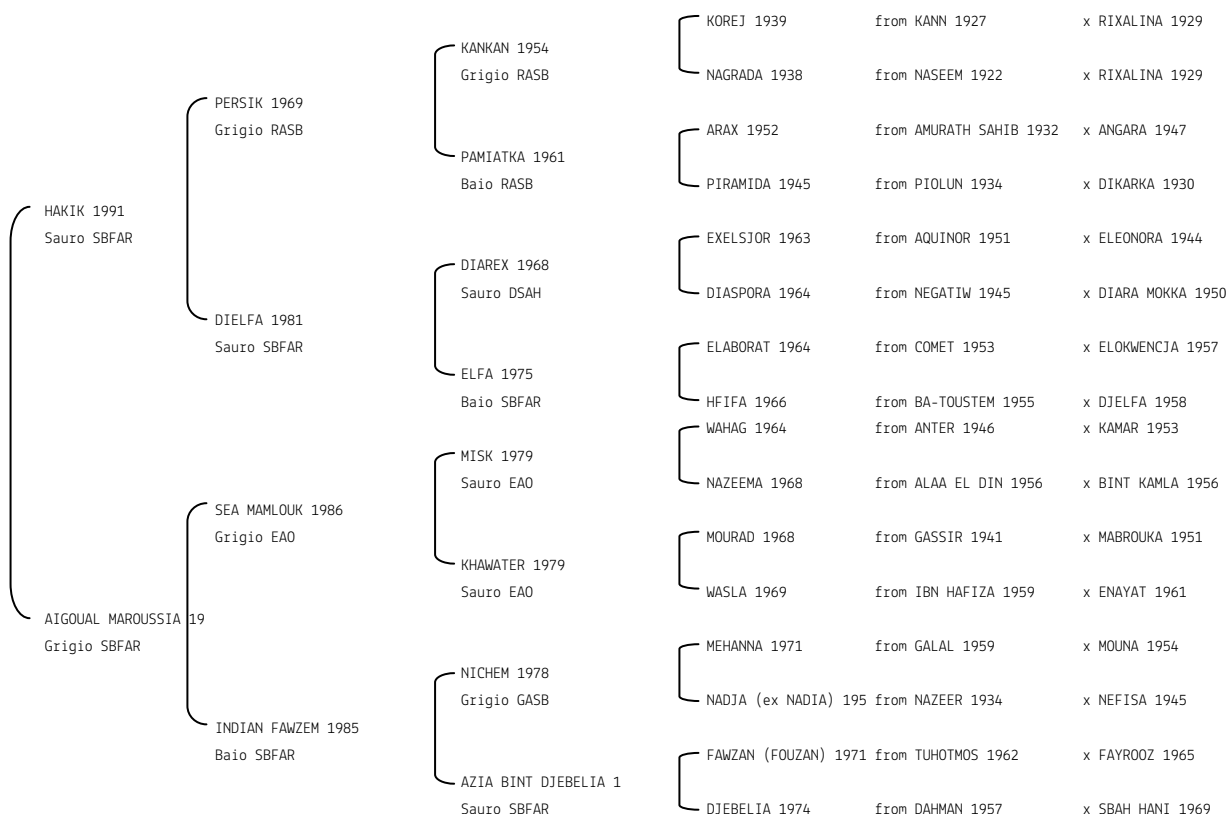 KOREJ 1939 from KANN 1927 x RIXALINA 1929
KANKAN 1954
Grigio RASB NAGRADA 1938 from NASEEM 1922 x RIXALINA 1929
PERSIK 1969
Grigio RASB ARAX 1952 from AMURATH SAHIB 1932 x ANGARA 1947
PAMIATKA 1961
Baio RASB PIRAMIDA 1945 from PIOLUN 1934 x DIKARKA 1930
HAKIK 1991
Sauro SBFAR EXELSJOR 1963 from AQUINOR 1951 x ELEONORA 1944
DIAREX 1968
Sauro DSAH DIASPORA 1964 from NEGATIW 1945 x DIARA MOKKA 1950
DIELFA 1981
Sauro SBFAR ELABORAT 1964 from COMET 1953 x ELOKWENCJA 1957
ELFA 1975
Baio SBFAR HFIFA 1966 from BA-TOUSTEM 1955 x DJELFA 1958
WAHAG 1964 from ANTER 1946 x KAMAR 1953
MISK 1979
Sauro EAO NAZEEMA 1968 from ALAA EL DIN 1956 x BINT KAMLA 1956
SEA MAMLOUK 1986
Grigio EAO MOURAD 1968 from GASSIR 1941 x MABROUKA 1951
KHAWATER 1979
Sauro EAO WASLA 1969 from IBN HAFIZA 1959 x ENAYAT 1961
AIGOUAL MAROUSSIA 19
Grigio SBFAR MEHANNA 1971 from GALAL 1959 x MOUNA 1954
NICHEM 1978
Grigio GASB NADJA (ex NADIA) 195 from NAZEER 1934 x NEFISA 1945
INDIAN FAWZEM 1985
Baio SBFAR FAWZAN (FOUZAN) 1971 from TUHOTMOS 1962 x FAYROOZ 1965
AZIA BINT DJEBELIA 1
Sauro SBFAR DJEBELIA 1974 from DAHMAN 1957 x SBAH HANI 1969